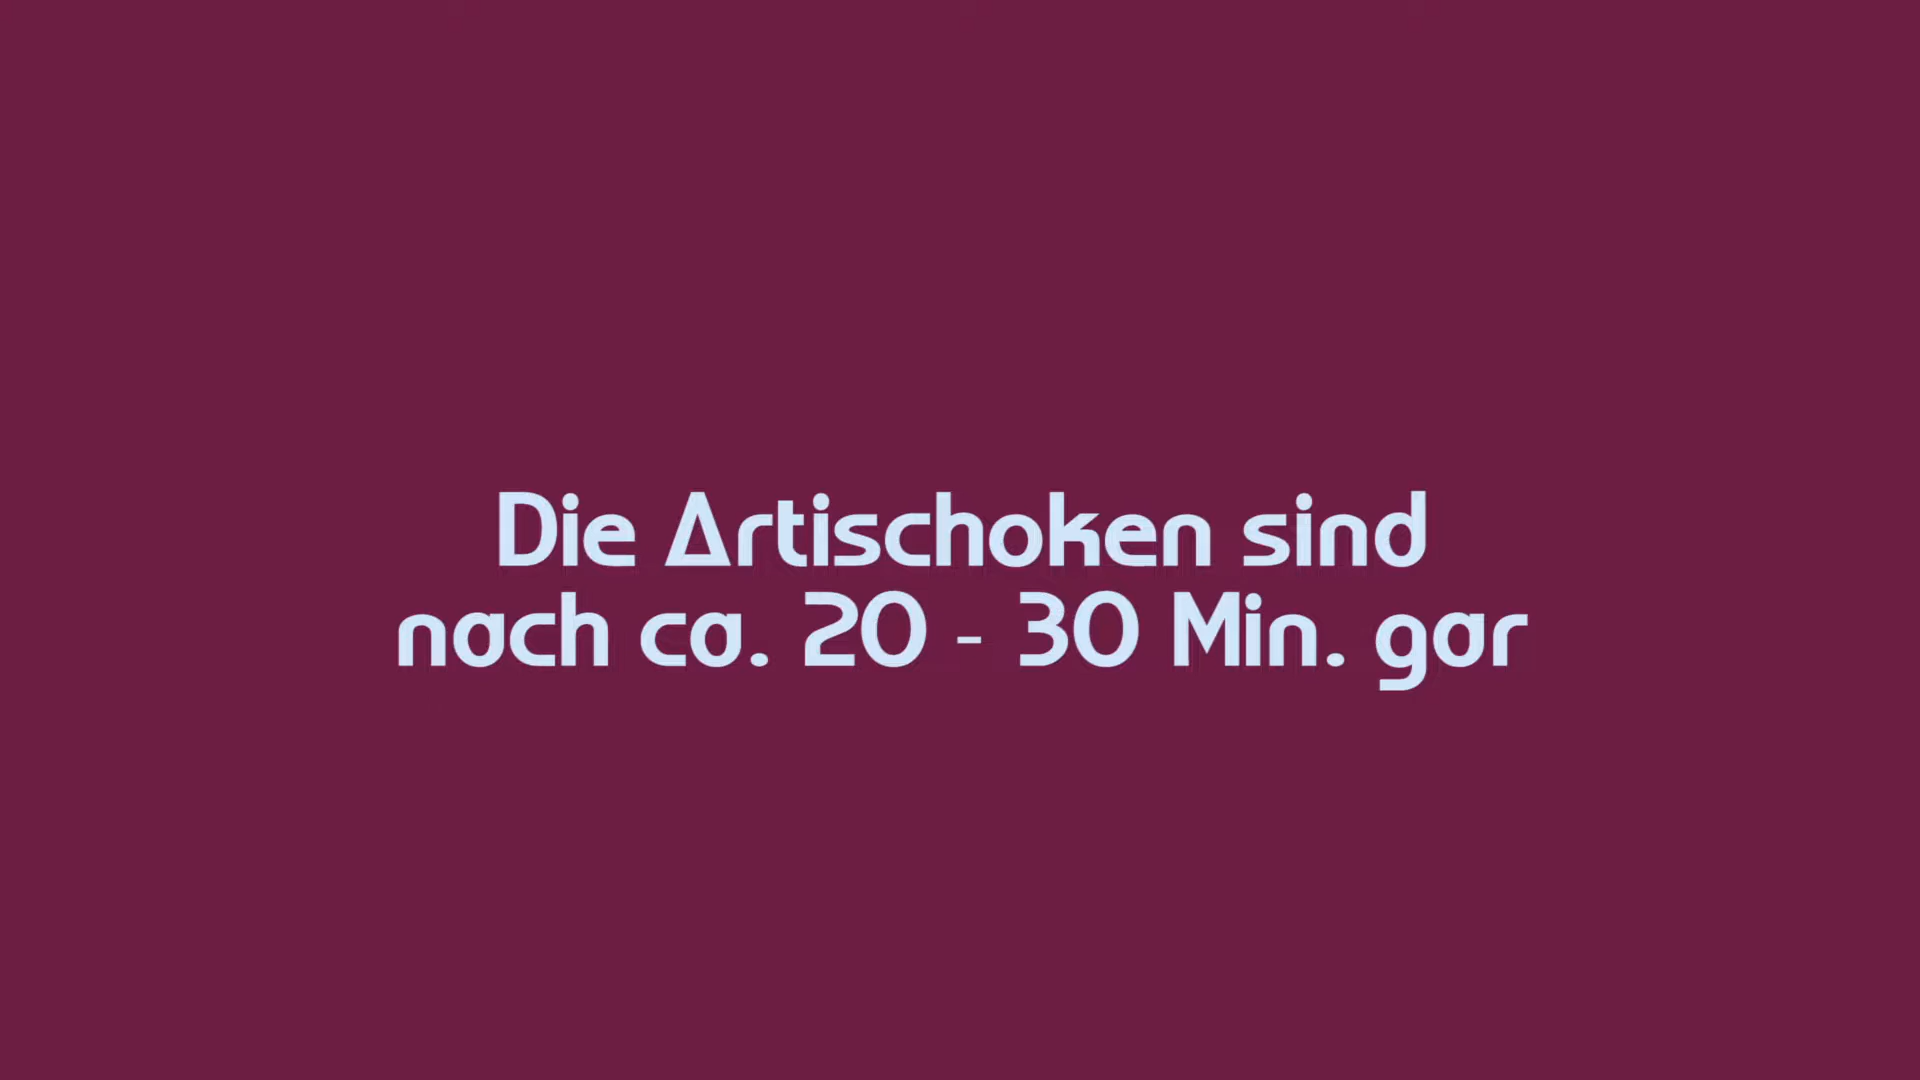 Die Artischoken sind
nach ca. 20 - 30 Min. gar